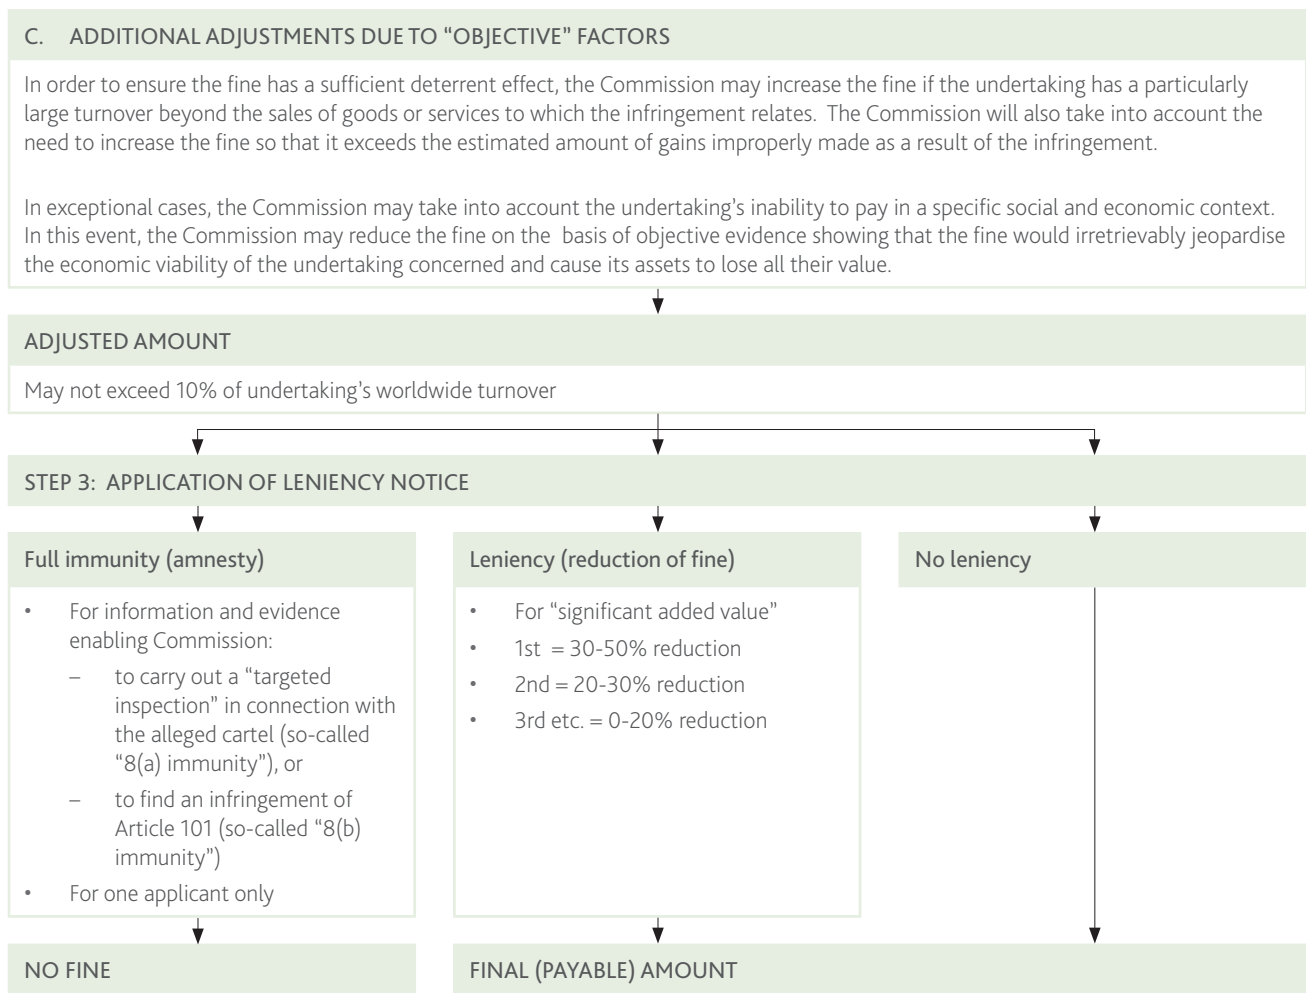 C. ADDITIONAL ADJUSTMENTS DUE TO “OBJECTIVE” FACTORS
In order to ensure the fine has a sufficient deterrent effect, the Commission may increase the fine if the undertaking has a particularly
large turnover beyond the sales of goods or services to which the infringement relates. The Commission will also take into account the
need to increase the fine so that it exceeds the estimated amount of gains improperly made as a result of the infringement.
In exceptional cases, the Commission may take into account the undertaking’s inability to pay in a specific social and economic context.
In this event, the Commission may reduce the fine on the basis of objective evidence showing that the fine would irretrievably jeopardise
the economic viability of the undertaking concerned and cause its assets to lose all their value.
ADJUSTED AMOUNT
May not exceed 10% of undertaking’s worldwide turnover
STEP 3: APPLICATION OF LENIENCY NOTICE
Full immunity (amnesty)
• For information and evidence
enabling Commission:
– to carry out a “targeted
inspection” in connection with
the alleged cartel (so-called
“8(a) immunity”), or
– to find an infringement of
Article 101 (so-called “8(b)
immunity”)
• For one applicant only
NO FINE
Leniency (reduction of fine)
• For “significant added value”
• 1st = 30-50% reduction
• 2nd = 20-30% reduction
• 3rd etc. = 0-20% reduction
No leniency
FINAL (PAYABLE) AMOUNT